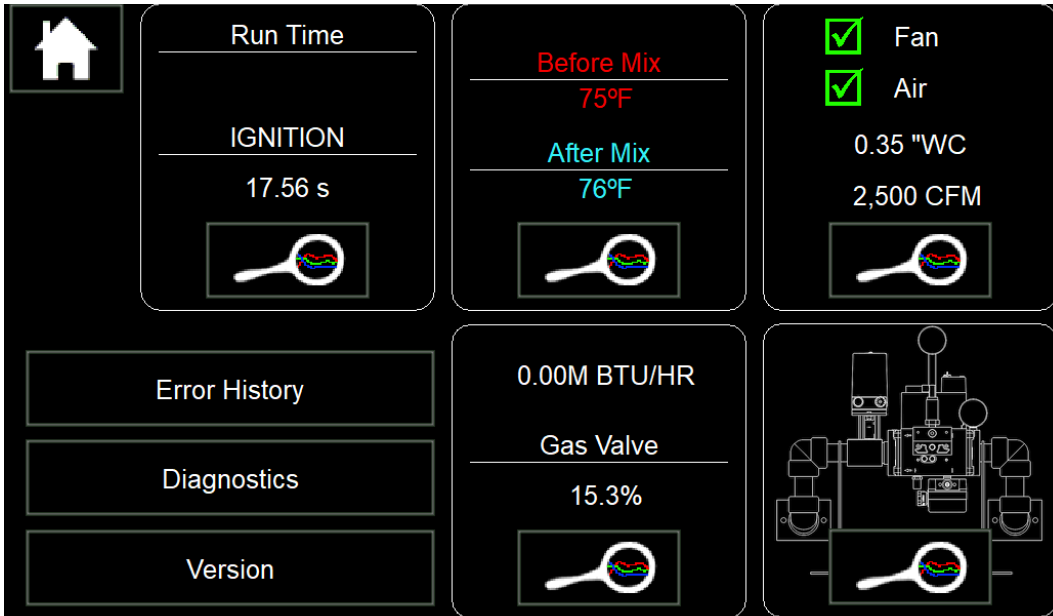 Run Time
IGNITION
17.56 s
Before Mix
75ºF
After Mix
76ºF
Fan
Air
0.35 "WC
2,500 CFM
Error History
Diagnostics
Version
0.00M BTU/HR
Gas Valve
15.3%